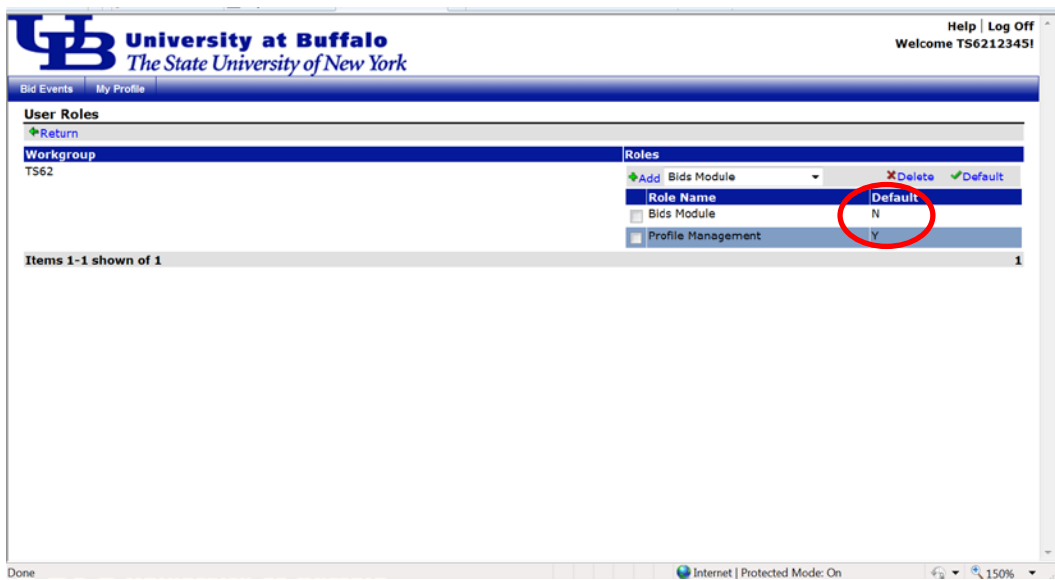 Help | Log Off
UB University at Buffalo
The State University of New York
Welcome TS6212345!
Bid Events My Profile
User Roles
Return
Workgroup Roles
TS62
Add Bids Module Delete Default
Role Name Default
Bids Module N
Profile Management Y
Items 1-1 shown of 1 1
Done Internet | Protected Mode: On 150%